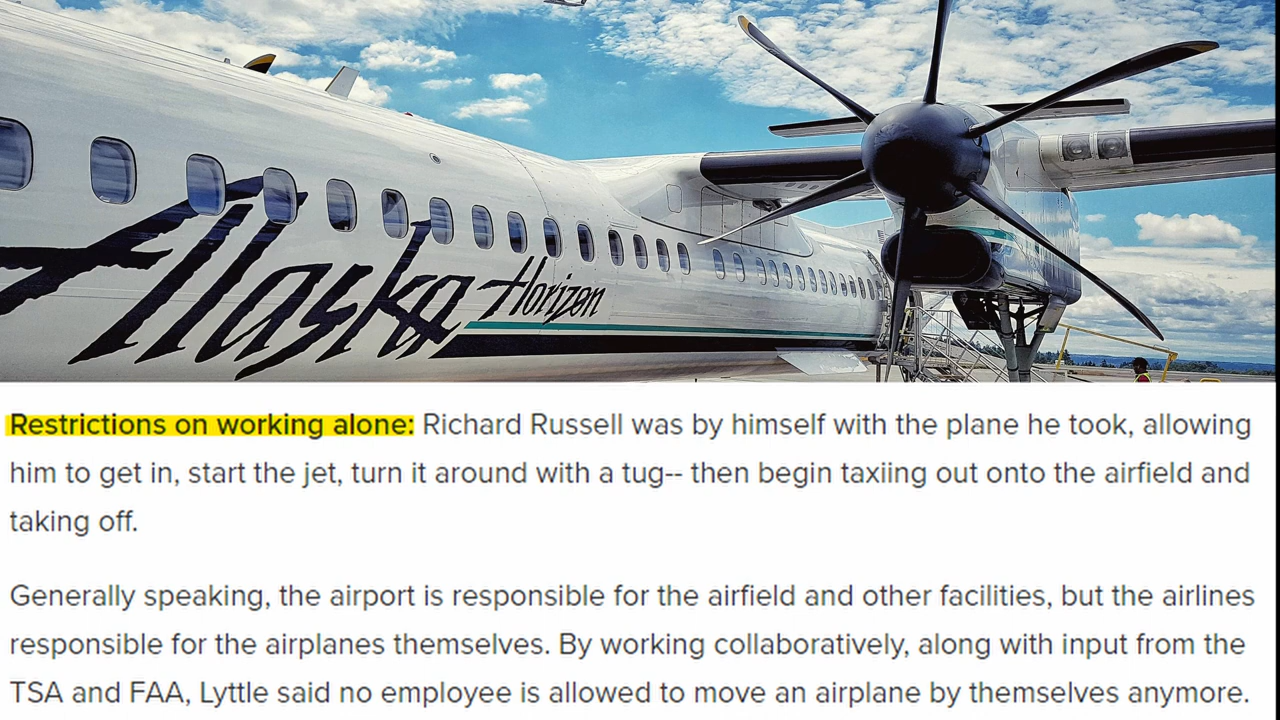 Alaska Horizon
Restrictions on working alone: Richard Russell was by himself with the plane he took, allowing
him to get in, start the jet, turn it around with a tug-- then begin taxiing out onto the airfield and
taking off.
Generally speaking, the airport is responsible for the airfield and other facilities, but the airlines
responsible for the airplanes themselves. By working collaboratively, along with input from the
TSA and FAA, Lyttle said no employee is allowed to move an airplane by themselves anymore.